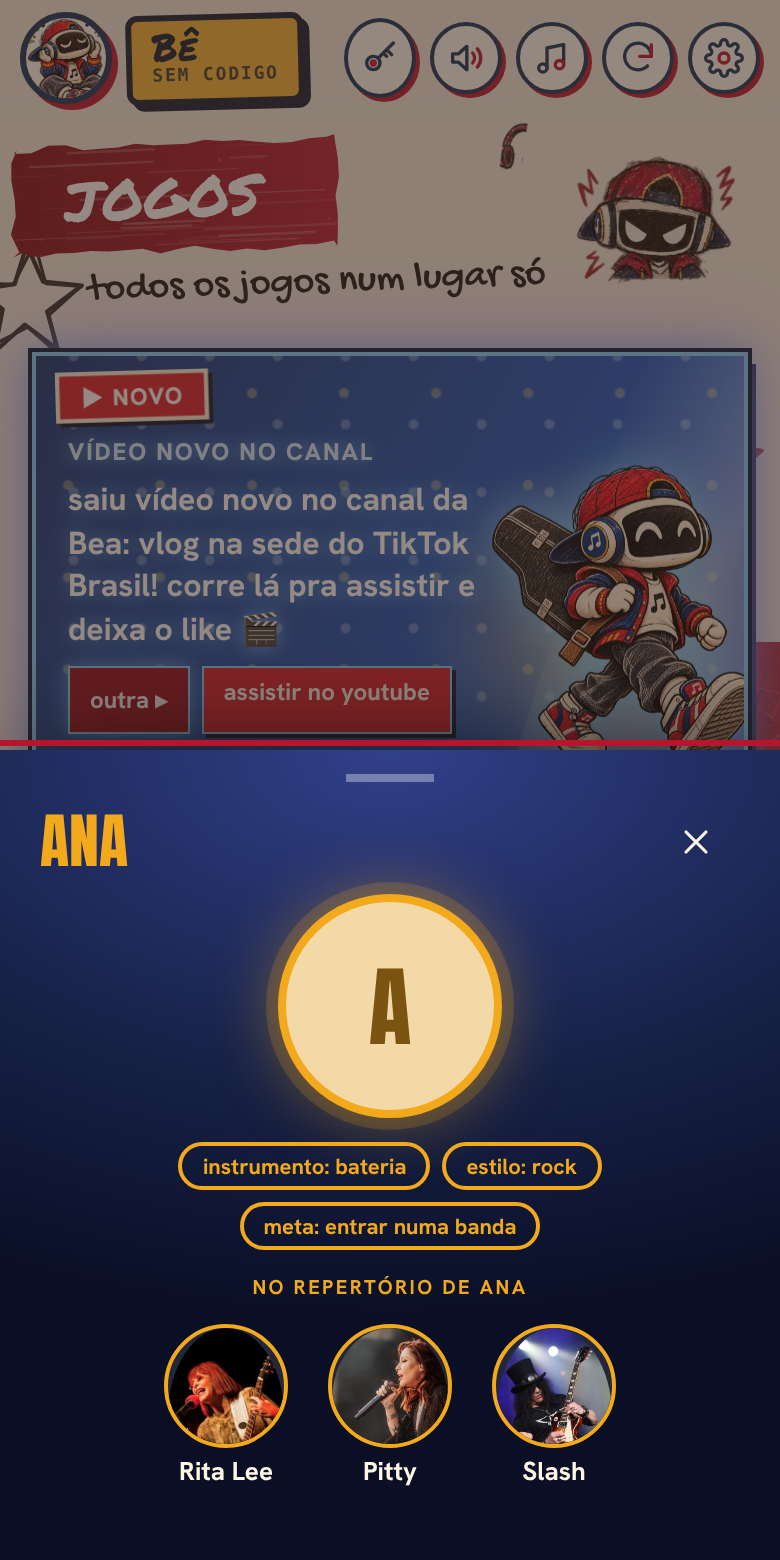 BÊ
SEM CODIGO
JOGOS
todos os jogos num lugar só
▶ NOVO
VÍDEO NOVO NO CANAL
saiu vídeo novo no canal da
Bea: vlog na sede do TikTok
Brasil! corre lá pra assistir e
deixa o like 🎬
outra ▸
assistir no youtube
ANA
A
instrumento: bateria
estilo: rock
meta: entrar numa banda
NO REPERTÓRIO DE ANA
Rita Lee
Pitty
Slash